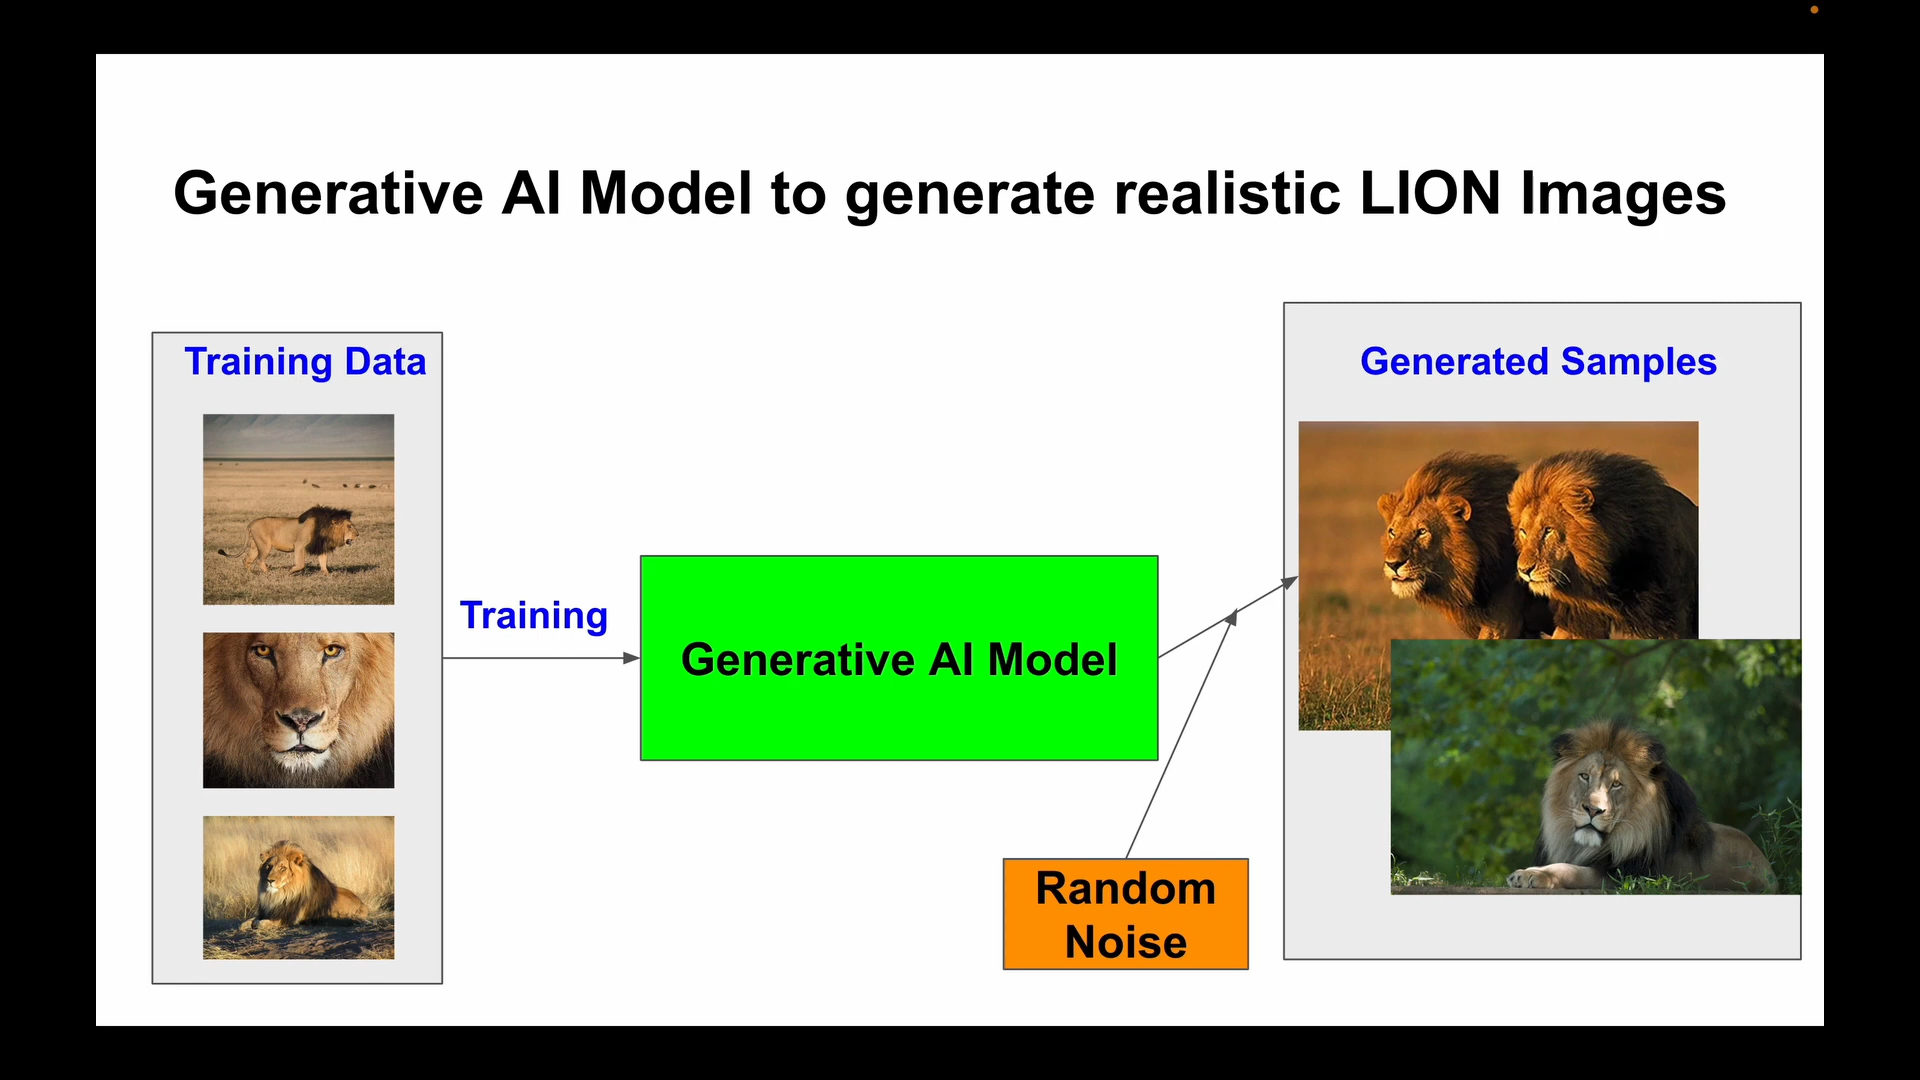 Generative AI Model to generate realistic LION Images
Training Data
Generated Samples
Training
Generative AI Model
Random
Noise